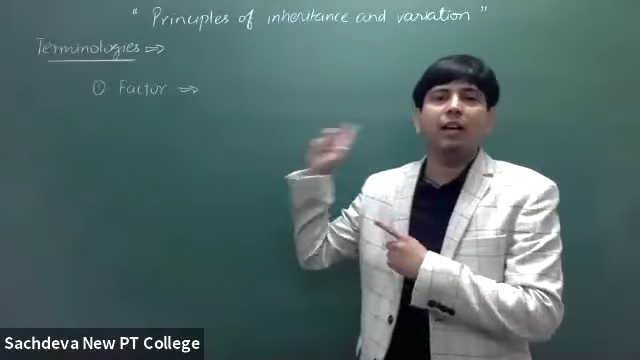 “ Principles of inheritance and variation ”
Terminologies ⇒
① Factor ⇒
Sachdeva New PT College